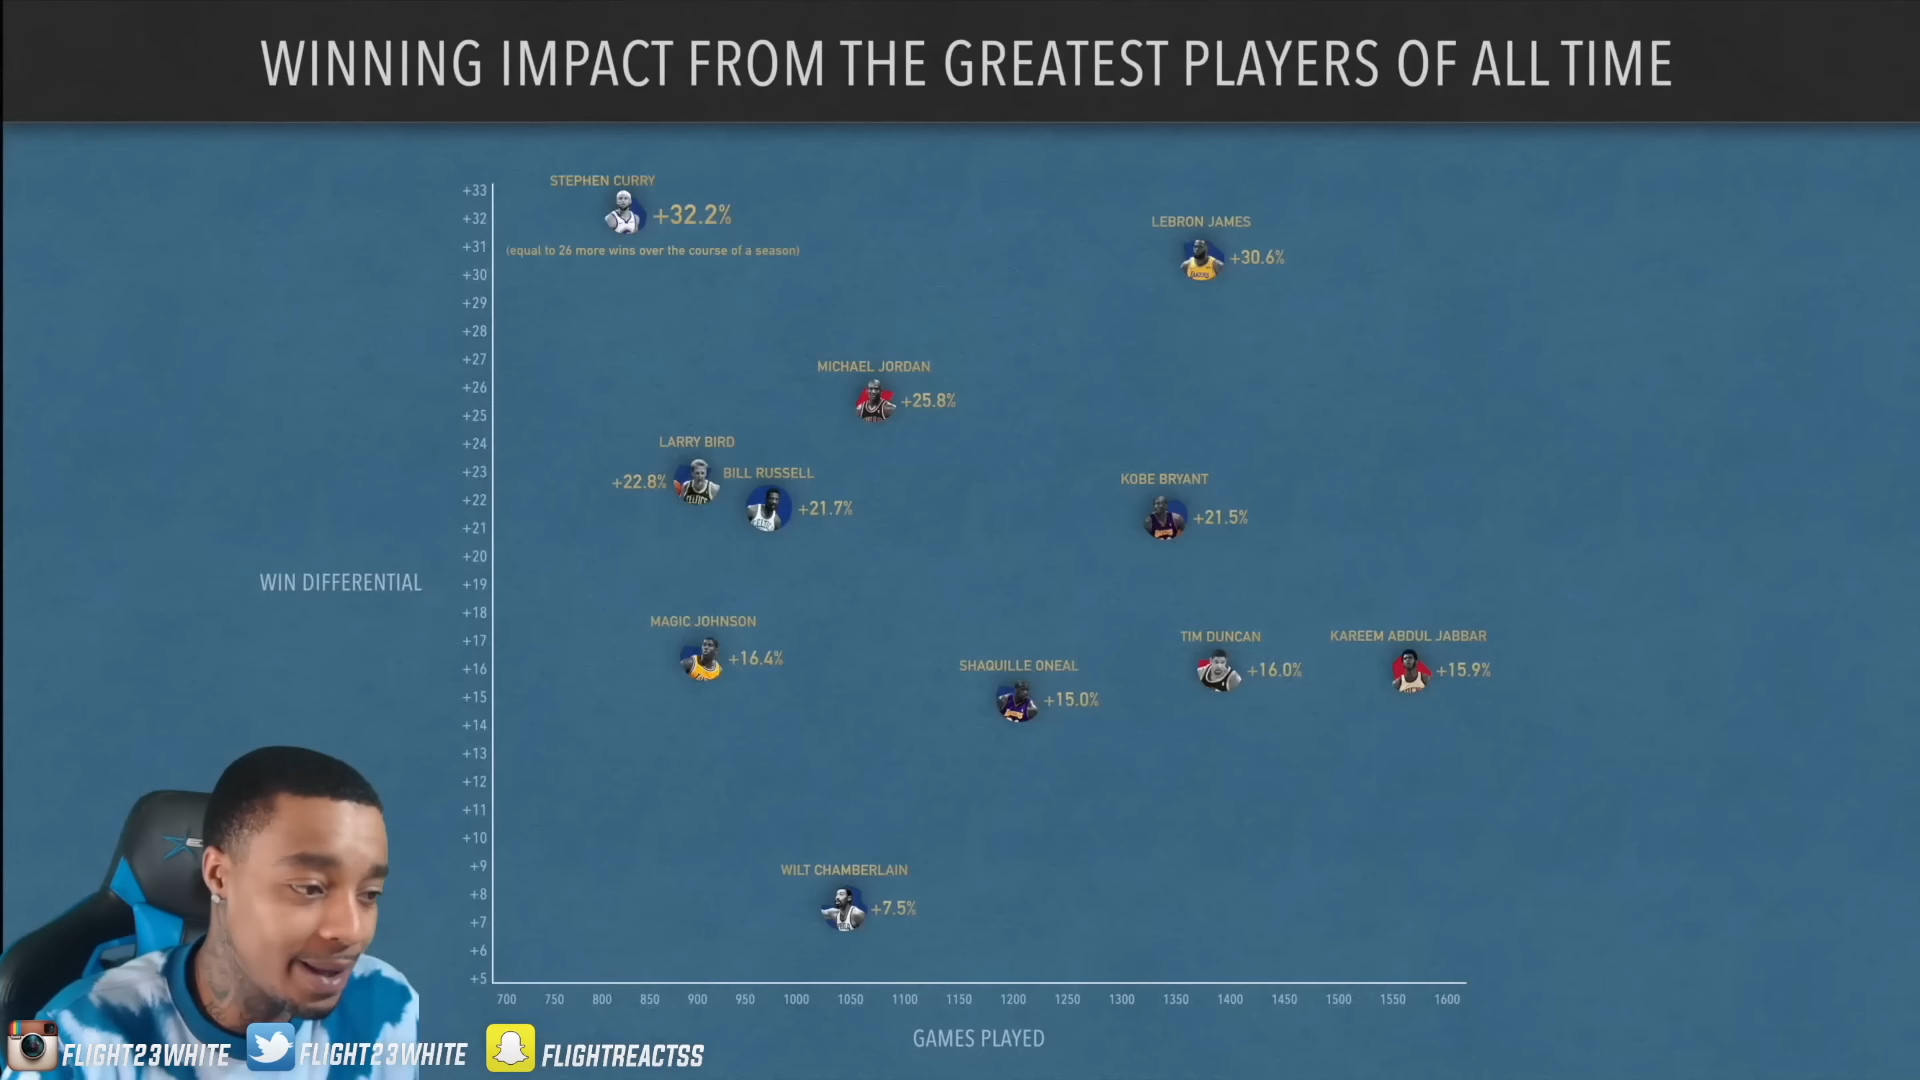 WINNING IMPACT FROM THE GREATEST PLAYERS OF ALL TIME
STEPHEN CURRY
+32.2%
(equal to 26 more wins over the course of a season)
LEBRON JAMES
+30.6%
MICHAEL JORDAN
+25.8%
LARRY BIRD
+22.8%
BILL RUSSELL
+21.7%
KOBE BRYANT
+21.5%
MAGIC JOHNSON
+16.4%
SHAQUILLE ONEAL
+15.0%
TIM DUNCAN
+16.0%
KAREEM ABDUL JABBAR
+15.9%
WILT CHAMBERLAIN
+7.5%
WIN DIFFERENTIAL
+33
+32
+31
+30
+29
+28
+27
+26
+25
+24
+23
+22
+21
+20
+19
+18
+17
+16
+15
+14
+13
+12
+11
+10
+9
+8
+7
+6
+5
700 750 800 850 900 950 1000 1050 1100 1150 1200 1250 1300 1350 1400 1450 1500 1550 1600
GAMES PLAYED
FLIGHT23WHITE FLIGHT23WHITE FLIGHTREACTSS